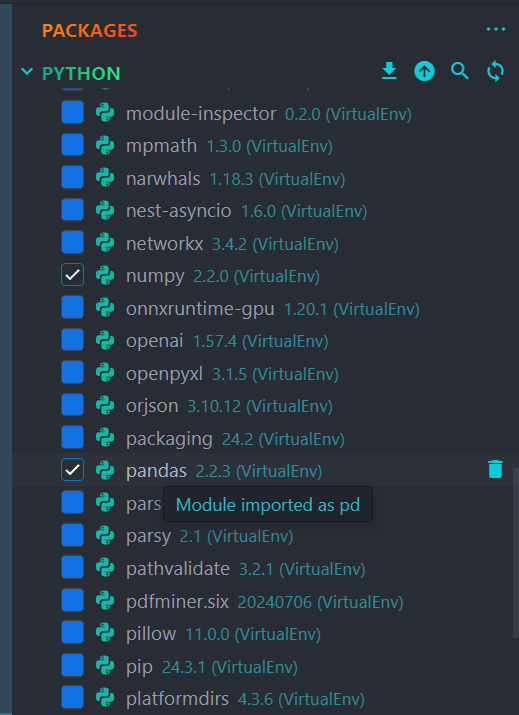 PACKAGES
PYTHON
module-inspector 0.2.0 (VirtualEnv)
mpmath 1.3.0 (VirtualEnv)
narwhals 1.18.3 (VirtualEnv)
nest-asyncio 1.6.0 (VirtualEnv)
networkx 3.4.2 (VirtualEnv)
numpy 2.2.0 (VirtualEnv)
onnxruntime-gpu 1.20.1 (VirtualEnv)
openai 1.57.4 (VirtualEnv)
openpyxl 3.1.5 (VirtualEnv)
orjson 3.10.12 (VirtualEnv)
packaging 24.2 (VirtualEnv)
pandas 2.2.3 (VirtualEnv)
pars
Module imported as pd
parsy 2.1 (VirtualEnv)
pathvalidate 3.2.1 (VirtualEnv)
pdfminer.six 20240706 (VirtualEnv)
pillow 11.0.0 (VirtualEnv)
pip 24.3.1 (VirtualEnv)
platformdirs 4.3.6 (VirtualEnv)